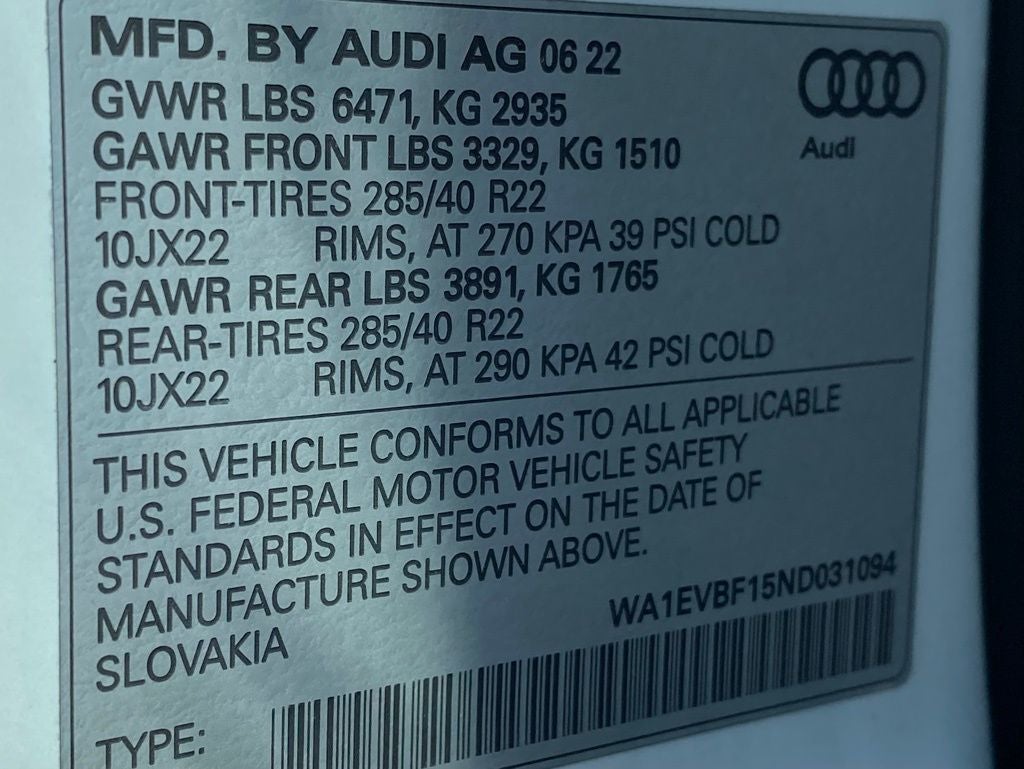 MFD. BY AUDI AG 06 22
GVWR LBS 6471, KG 2935
GAWR FRONT LBS 3329, KG 1510
FRONT-TIRES 285/40 R22
10JX22 RIMS, AT 270 KPA 39 PSI COLD
GAWR REAR LBS 3891, KG 1765
REAR-TIRES 285/40 R22
10JX22 RIMS, AT 290 KPA 42 PSI COLD
Audi
THIS VEHICLE CONFORMS TO ALL APPLICABLE
U.S. FEDERAL MOTOR VEHICLE SAFETY
STANDARDS IN EFFECT ON THE DATE OF
MANUFACTURE SHOWN ABOVE.
SLOVAKIA
WA1EVBF15ND031094
TYPE: